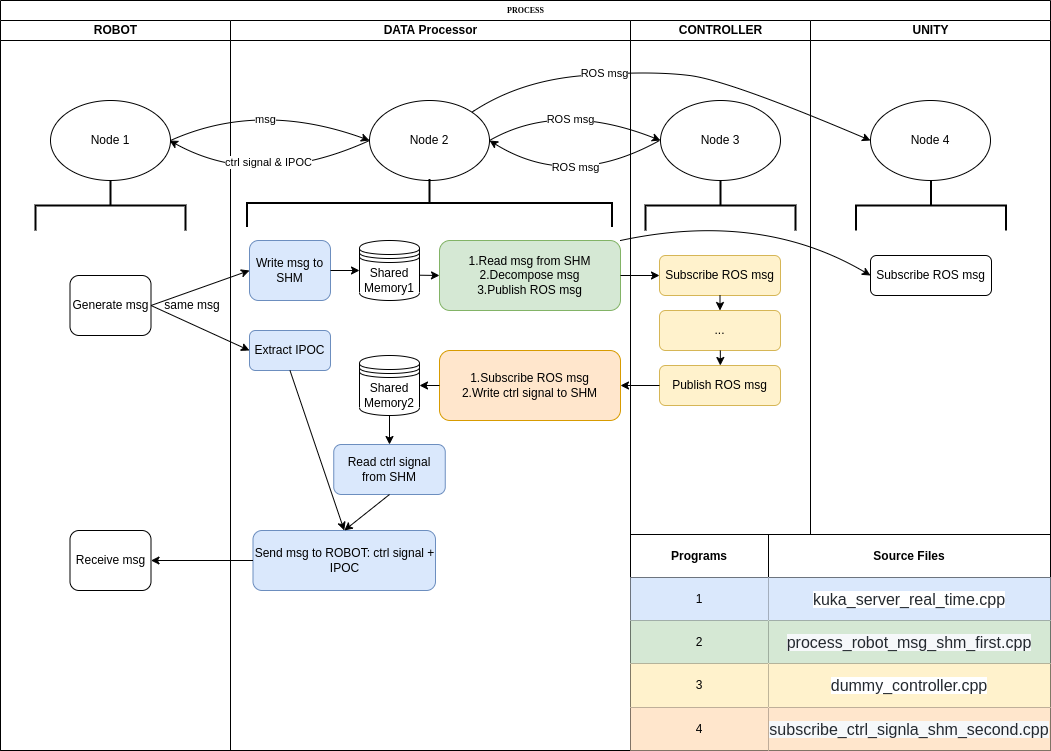 PROCESS
ROBOT
DATA Processor
CONTROLLER
UNITY
ROS msg
msg
ROS msg
Node 1
Node 2
Node 3
Node 4
ctrl signal & IPOC
ROS msg
Write msg to
SHM
Shared
Memory1
1.Read msg from SHM
2.Decompose msg
3.Publish ROS msg
Subscribe ROS msg
Subscribe ROS msg
Generate msg
same msg
...
Extract IPOC
Shared
Memory2
1.Subscribe ROS msg
2.Write ctrl signal to SHM
Publish ROS msg
Read ctrl signal
from SHM
Receive msg
Send msg to ROBOT: ctrl signal +
IPOC
Programs
Source Files
1
kuka_server_real_time.cpp
2
process_robot_msg_shm_first.cpp
3
dummy_controller.cpp
4
subscribe_ctrl_signla_shm_second.cpp